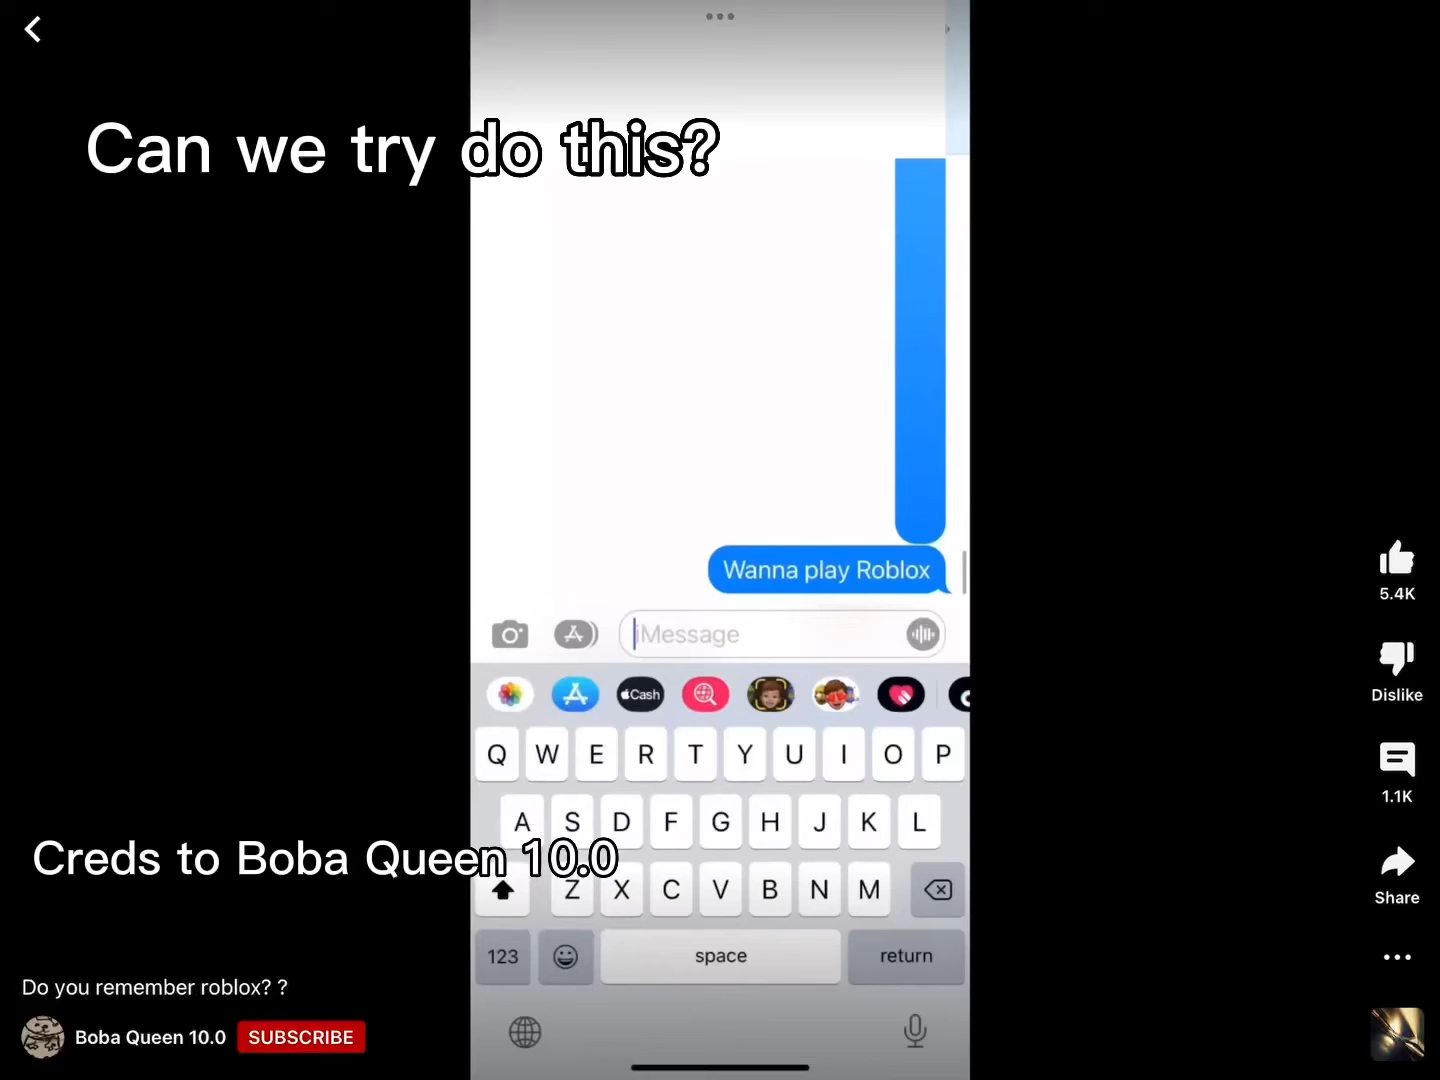 Can we try do this?
Wanna play Roblox
iMessage
Cash
Q W E R T Y U I O P
A S D F G H J K L
Creds to Boba Queen 10.0
Z X C V B N M
123 space return
5.4K
Dislike
1.1K
Share
Do you remember roblox? ?
Boba Queen 10.0 SUBSCRIBE